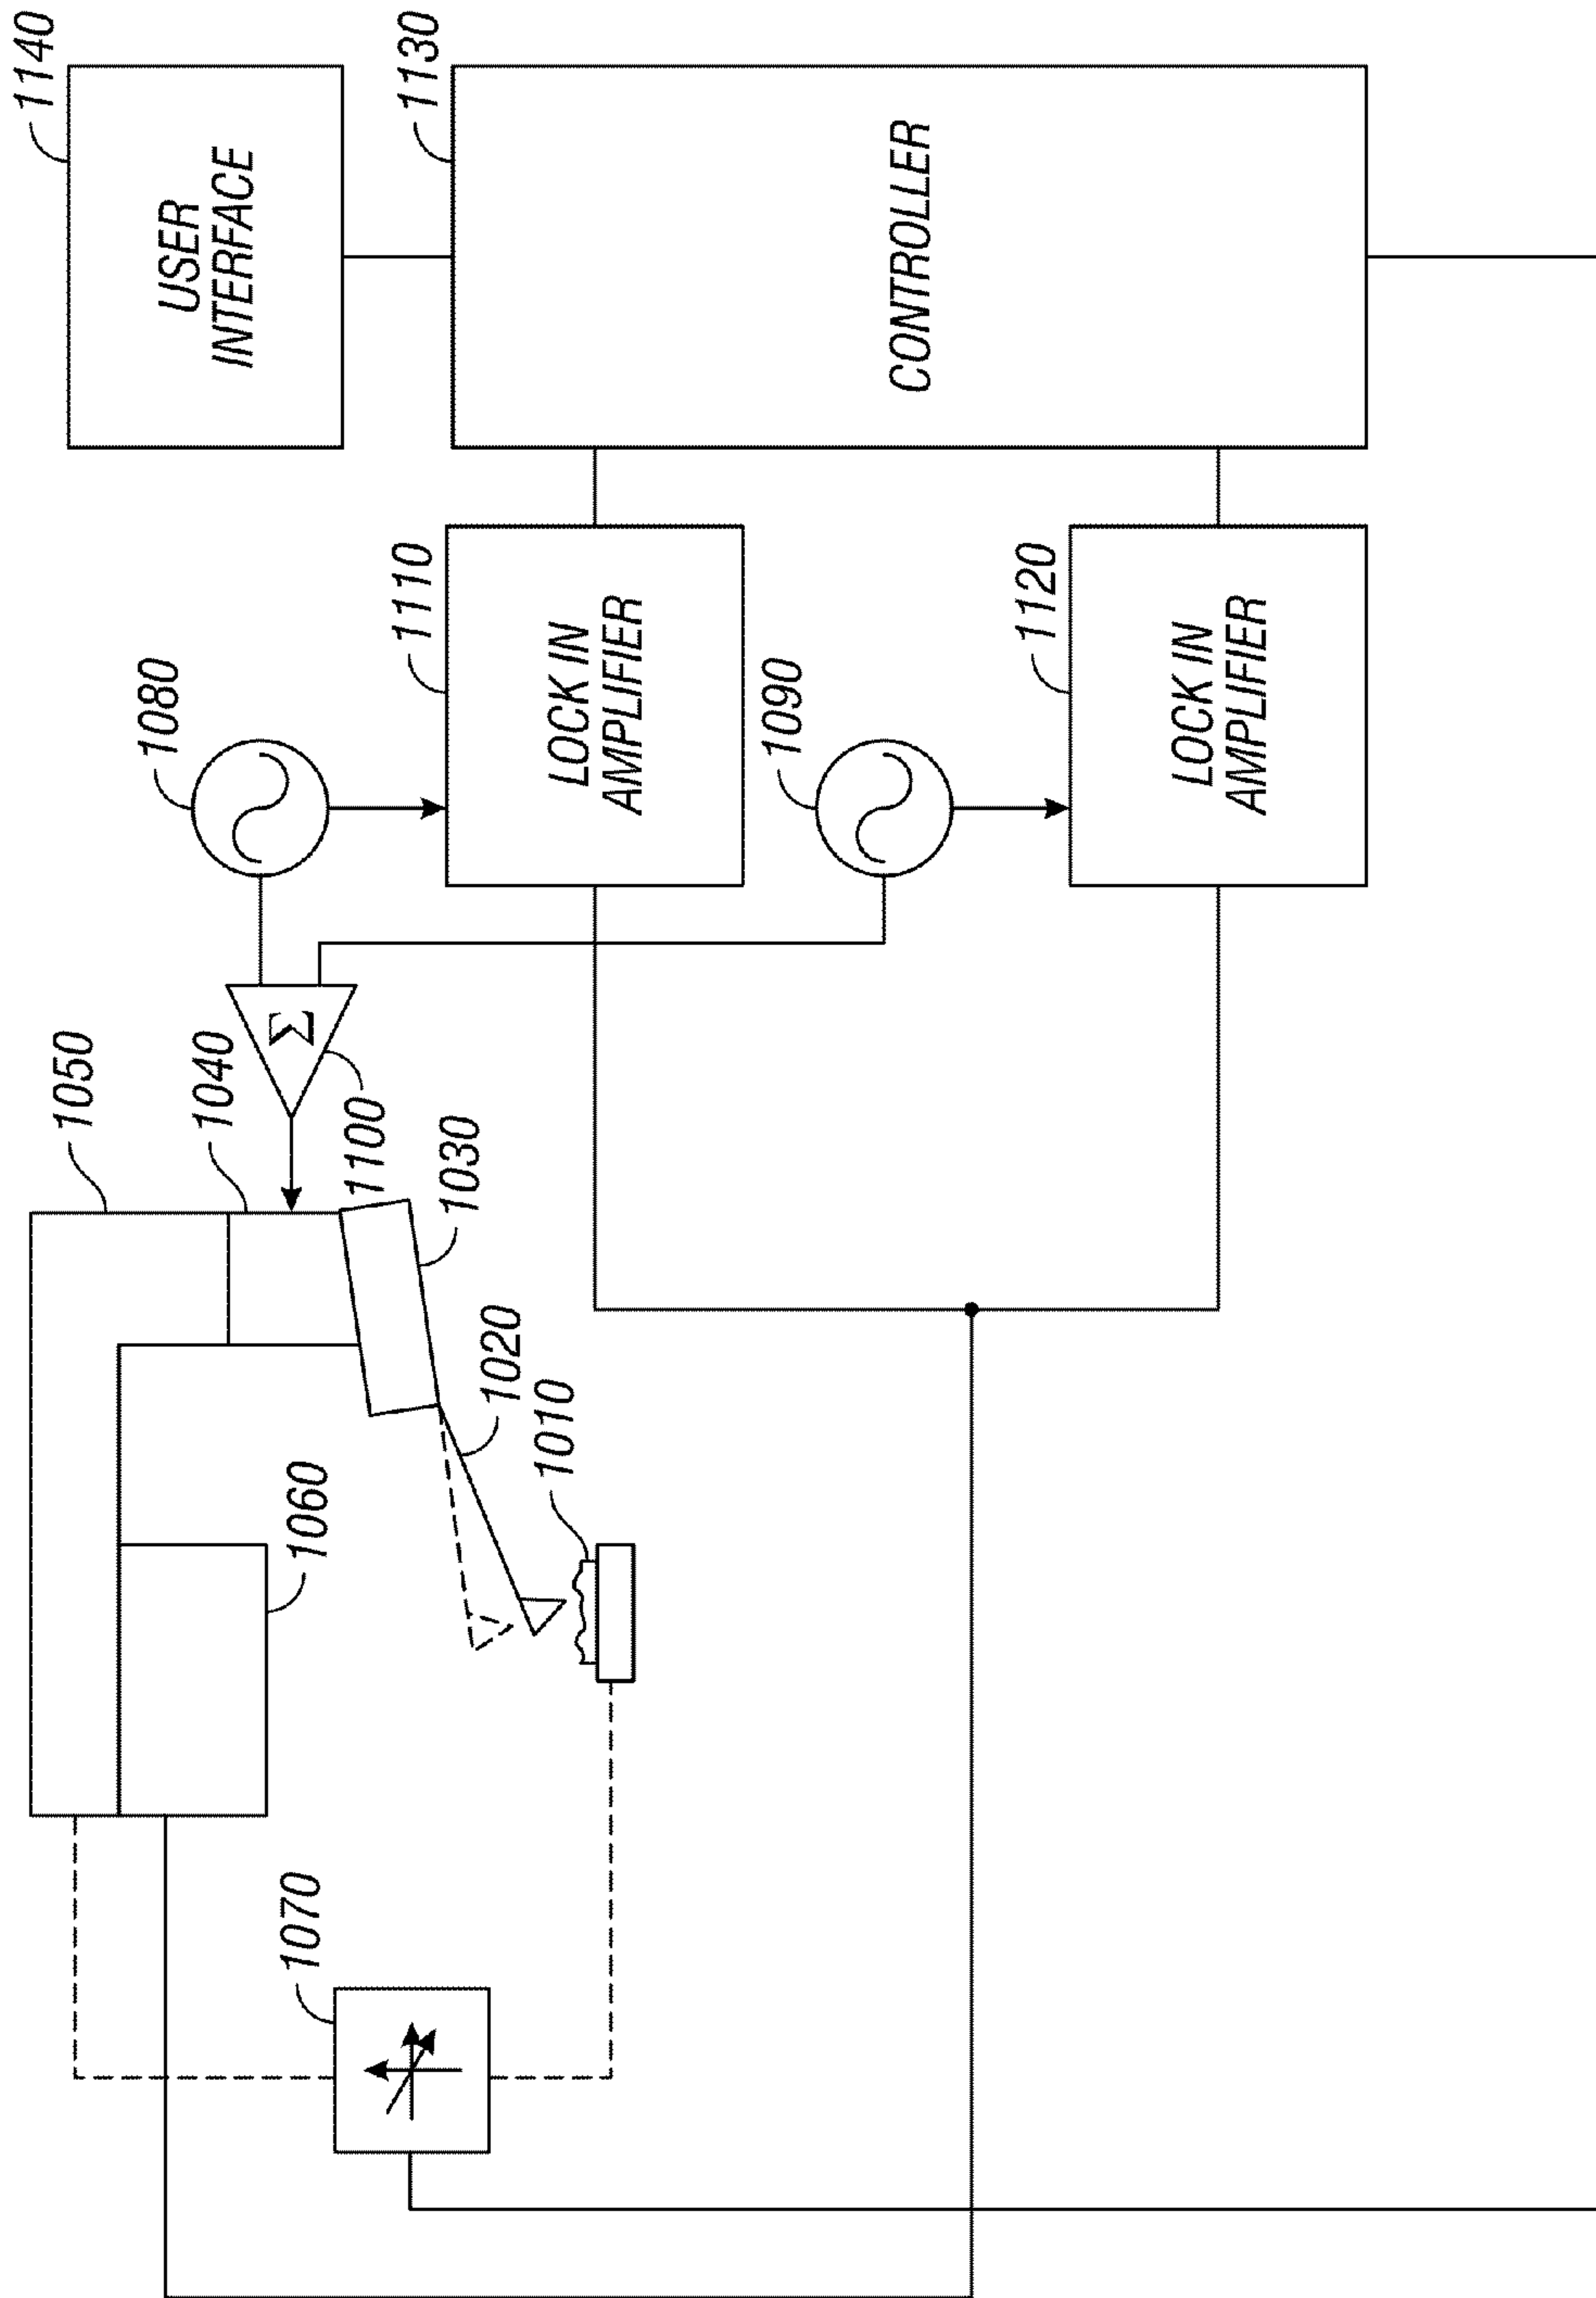 1050
1040
1060
1070
1080
1140
USER
INTERFACE
1100
1030
1020
1010
1110
LOCK IN
AMPLIFIER
1130
CONTROLLER
1090
1120
LOCK IN
AMPLIFIER
Σ